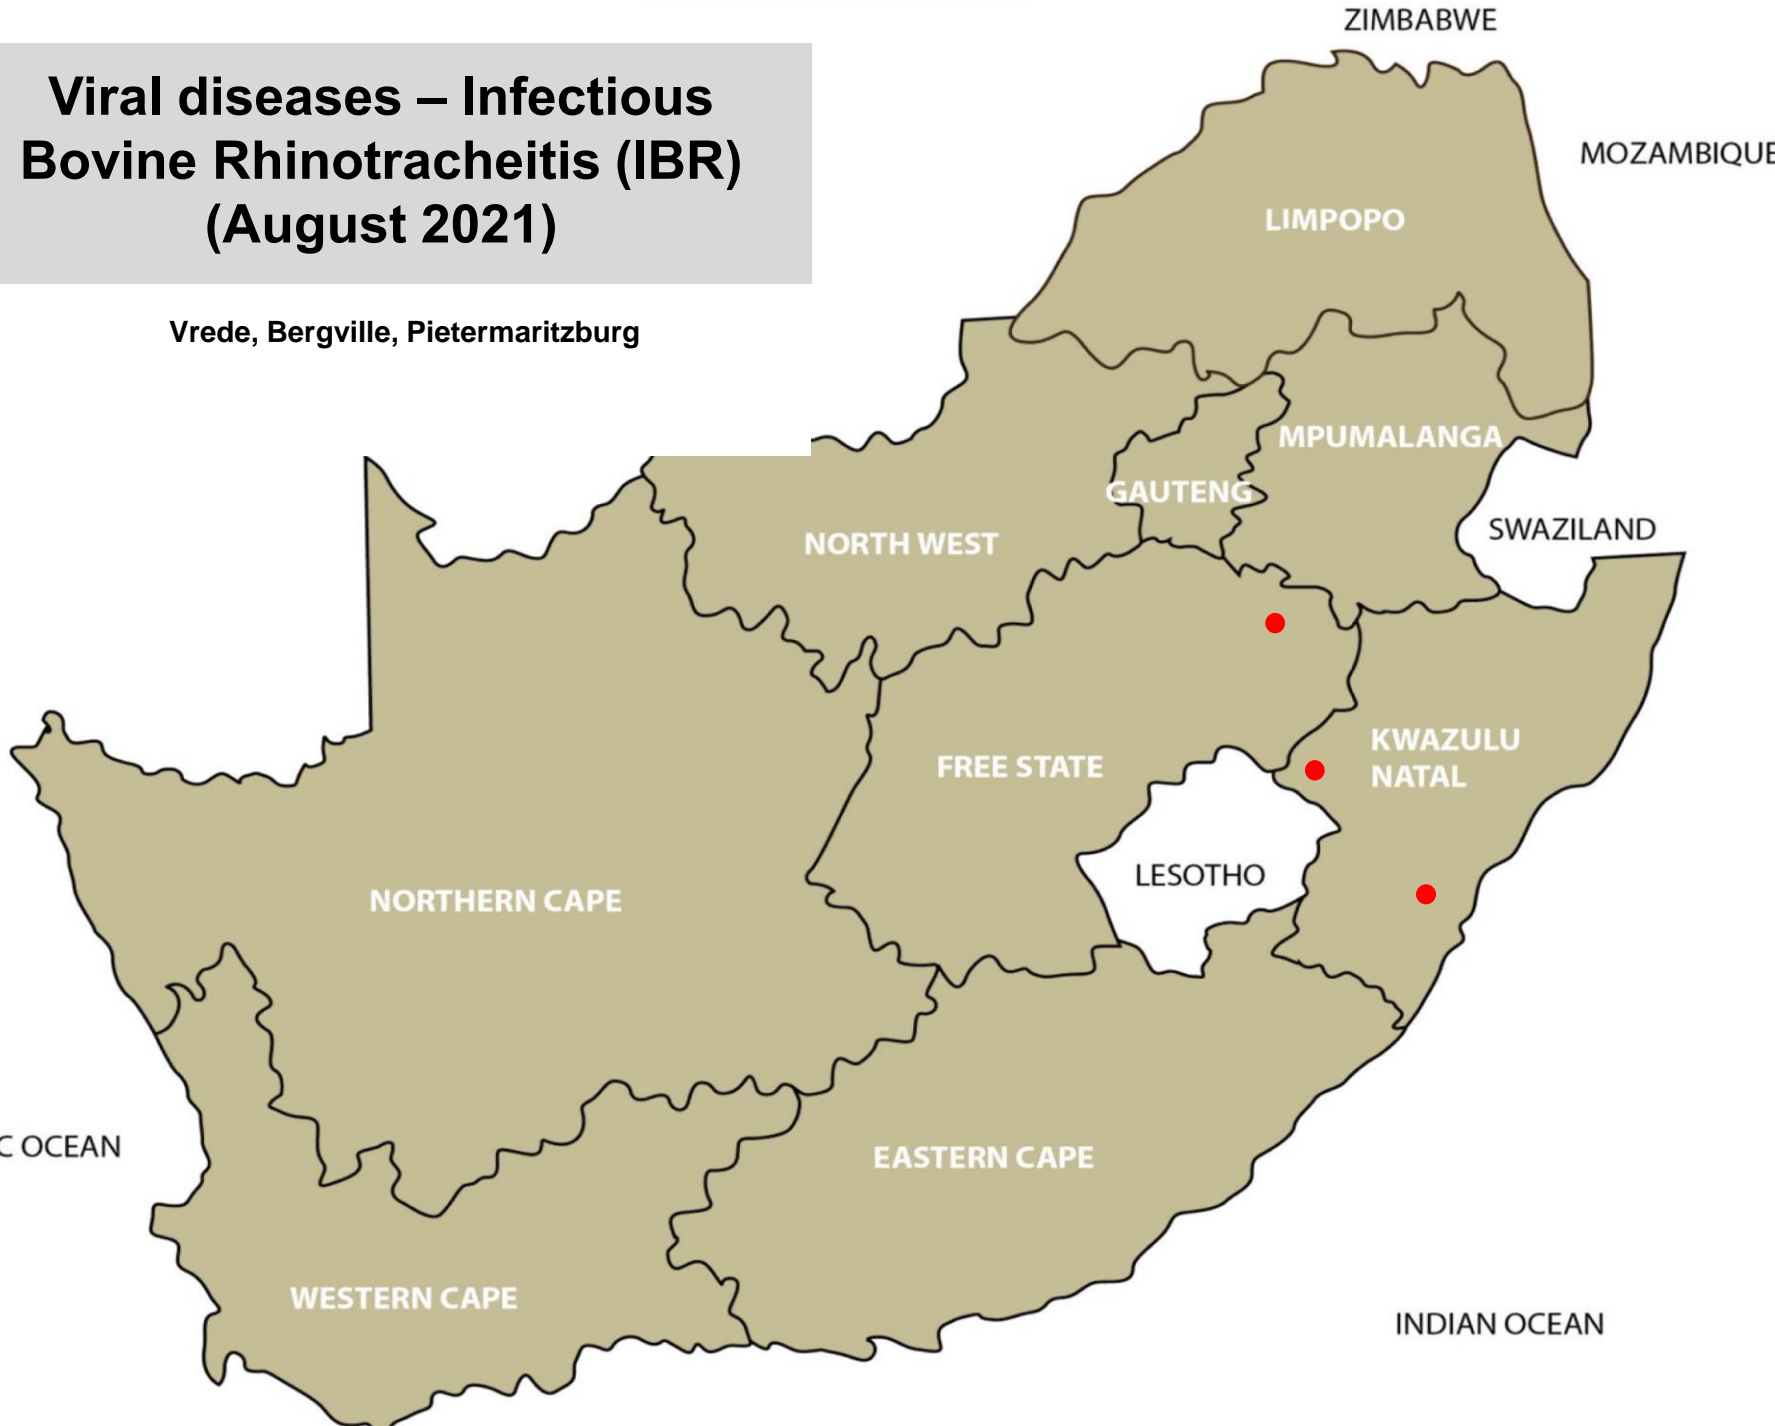 Viral diseases – Infectious
Bovine Rhinotracheitis (IBR)
(August 2021)
Vrede, Bergville, Pietermaritzburg
ZIMBABWE
MOZAMBIQUE
LIMPOPO
MPUMALANGA
GAUTENG
SWAZILAND
NORTH WEST
KWAZULU
NATAL
FREE STATE
LESOTHO
NORTHERN CAPE
C OCEAN
EASTERN CAPE
WESTERN CAPE
INDIAN OCEAN